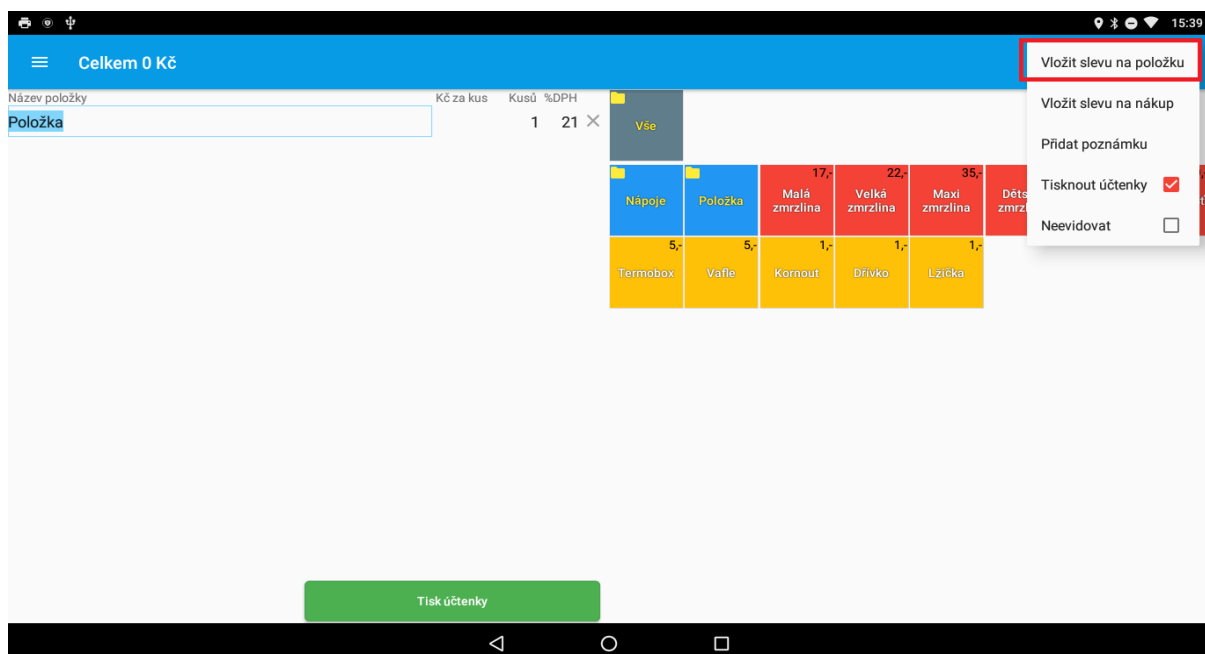 15:39
Celkem 0 Kč
Vložit slevu na položku
Vložit slevu na nákup
Přidat poznámku
Tisknout účtenky
Neevidovat
Název položky Kč za kus Kusů %DPH
Položka 1 21
Vše
Nápoje
Položka
17,-
Malá
zmrzlina
22,-
Velká
zmrzlina
35,-
Maxi
zmrzlina
5,-
Termobox
5,-
Vafle
1,-
Kornout
1,-
Dřívko
1,-
Lžička
Tisk účtenky